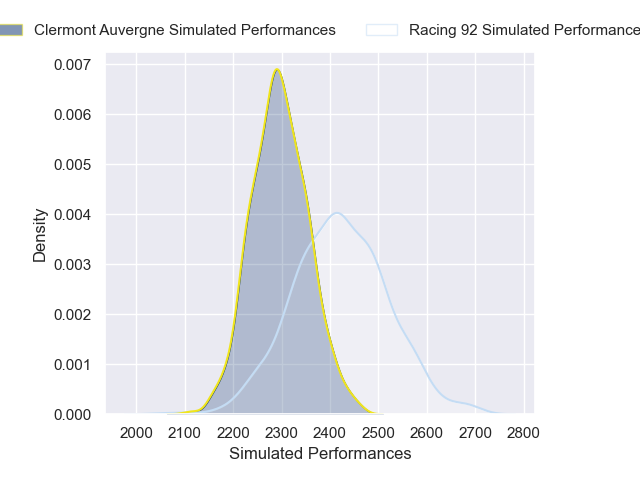 Clermont Auvergne Simulated Performances   Racing 92 Simulated Performance
0.007
0.006
0.005
0.004
0.003
0.002
0.001
0.000
Density
2000 2100 2200 2300 2400 2500 2600 2700 2800
Simulated Performances